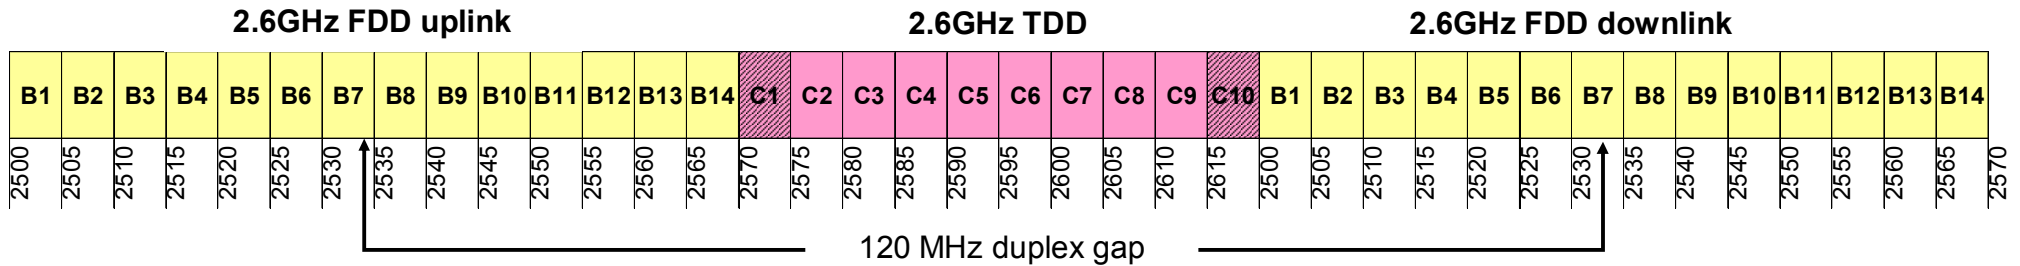 2.6GHz FDD uplink 2.6GHz TDD 2.6GHz FDD downlink
B1 B2 B3 B4 B5 B6 B7 B8 B9 B10 B11 B12 B13 B14 C1 C2 C3 C4 C5 C6 C7 C8 C9 C10 B1 B2 B3 B4 B5 B6 B7 B8 B9 B10 B11 B12 B13 B14
2500 2505 2510 2515 2520 2525 2530 2535 2540 2545 2550 2555 2560 2565 2570 2575 2580 2585 2590 2595 2600 2605 2610 2615 2500 2505 2510 2515 2520 2525 2530 2535 2540 2545 2550 2555 2560 2565 2570
120 MHz duplex gap